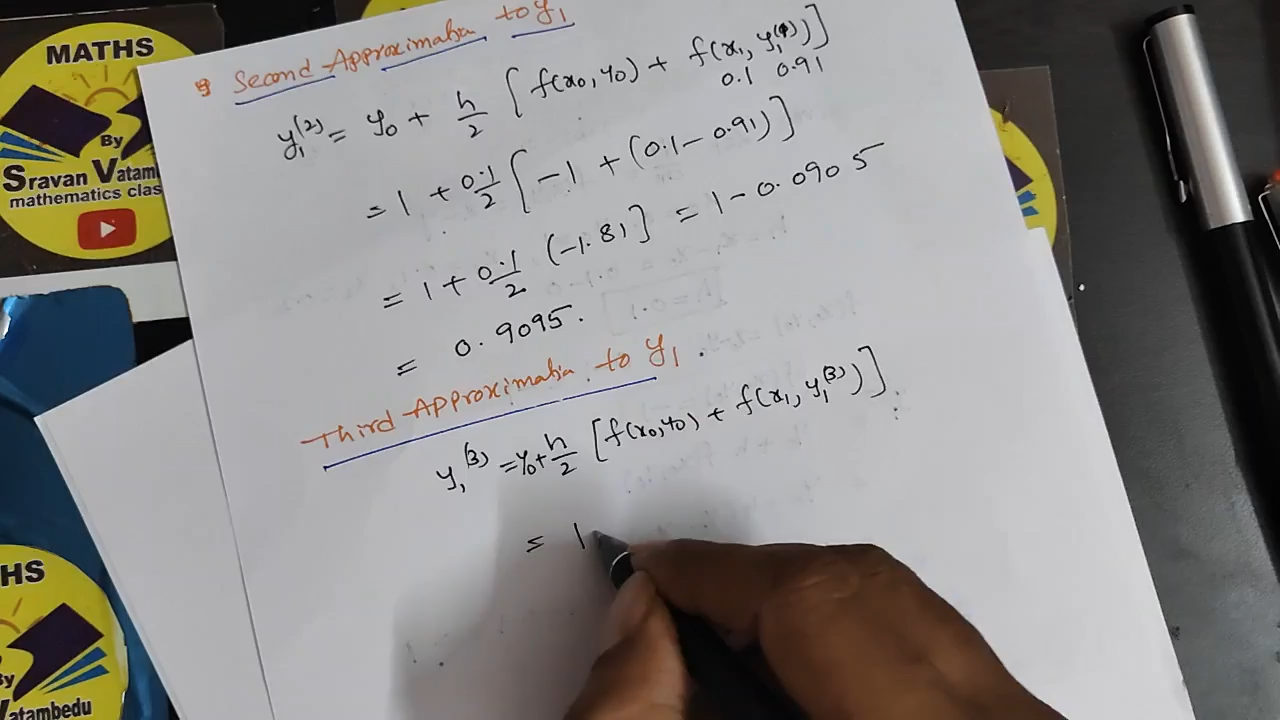 MATHS
By
Sravan Vatam
mathematics clas
HS
By
Vatambedu
Second Approximation to y₁
y₁⁽²⁾ = y₀ + h/2 [f(x₀, y₀) + f(x₁, y₁⁽¹⁾)]
0.1 0.91
= 1 + 0.1/2 [-1 + (0.1 - 0.91)]
= 1 + 0.1/2 (-1.81] = 1 - 0.0905
= 0.9095.
Third Approximation to y₁.
y₁⁽³⁾ = y₀ + h/2 [f(x₀, y₀) + f(x₁, y₁⁽³⁾)]
= 1